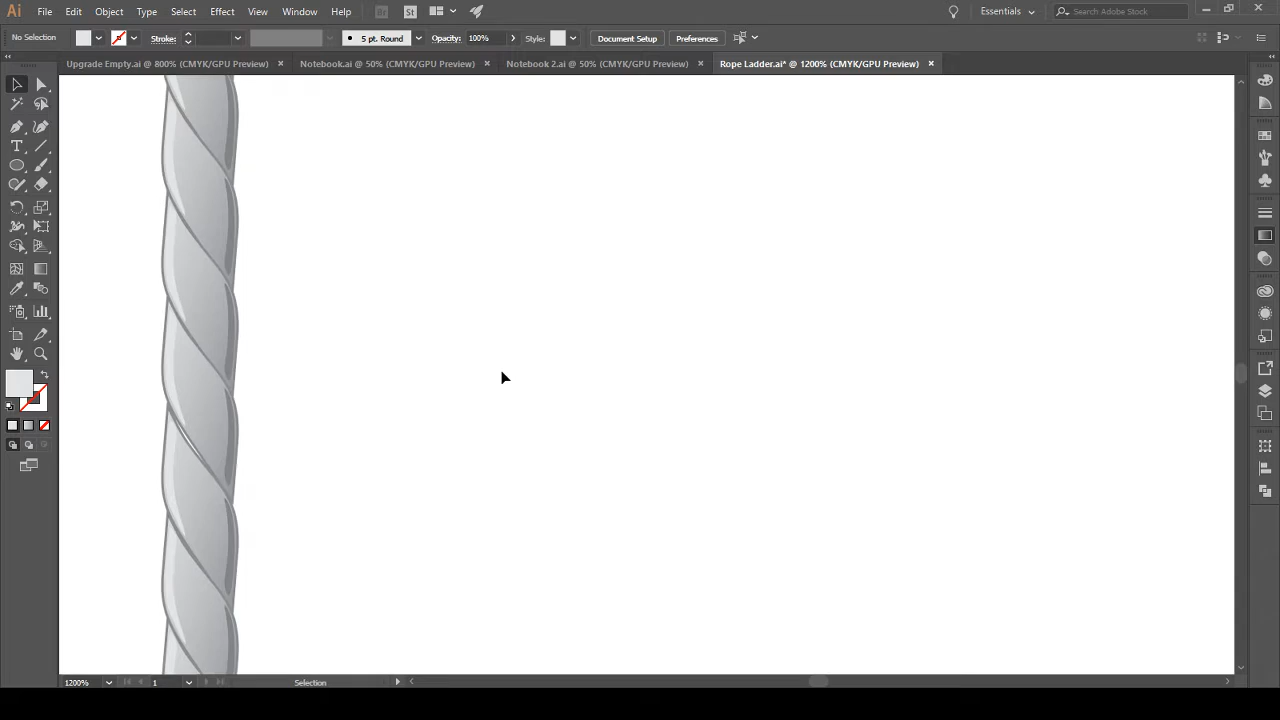 Ai File Edit Object Type Select Effect View Window Help Br St Essentials Search Adobe Stock
No Selection Stroke: 5 pt. Round Opacity: 100% Style: Document Setup Preferences
Upgrade Empty.ai @ 800% (CMYK/GPU Preview) Notebook.ai @ 50% (CMYK/GPU Preview) Notebook 2.ai @ 50% (CMYK/GPU Preview) Rope Ladder.ai* @ 1200% (CMYK/GPU Preview)
1200% 1 Selection